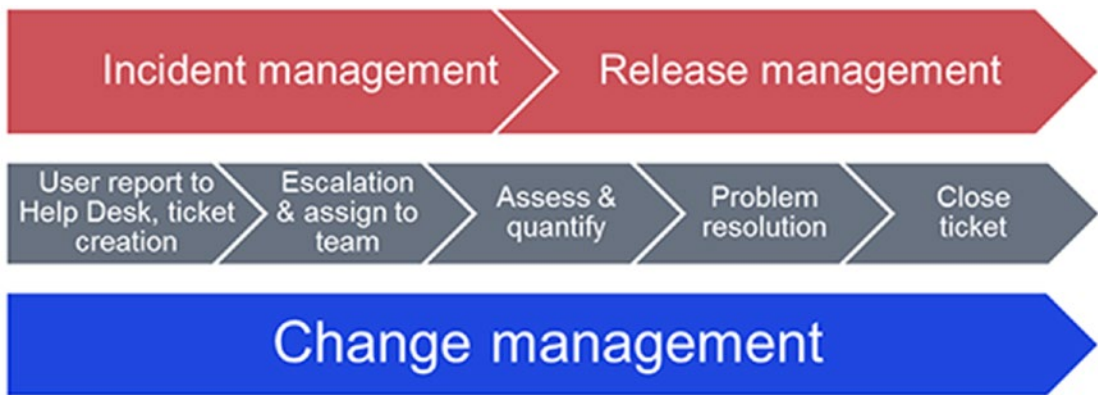 Incident management
Release management
User report to
Help Desk, ticket
creation
Escalation
& assign to
team
Assess &
quantify
Problem
resolution
Close
ticket
Change management